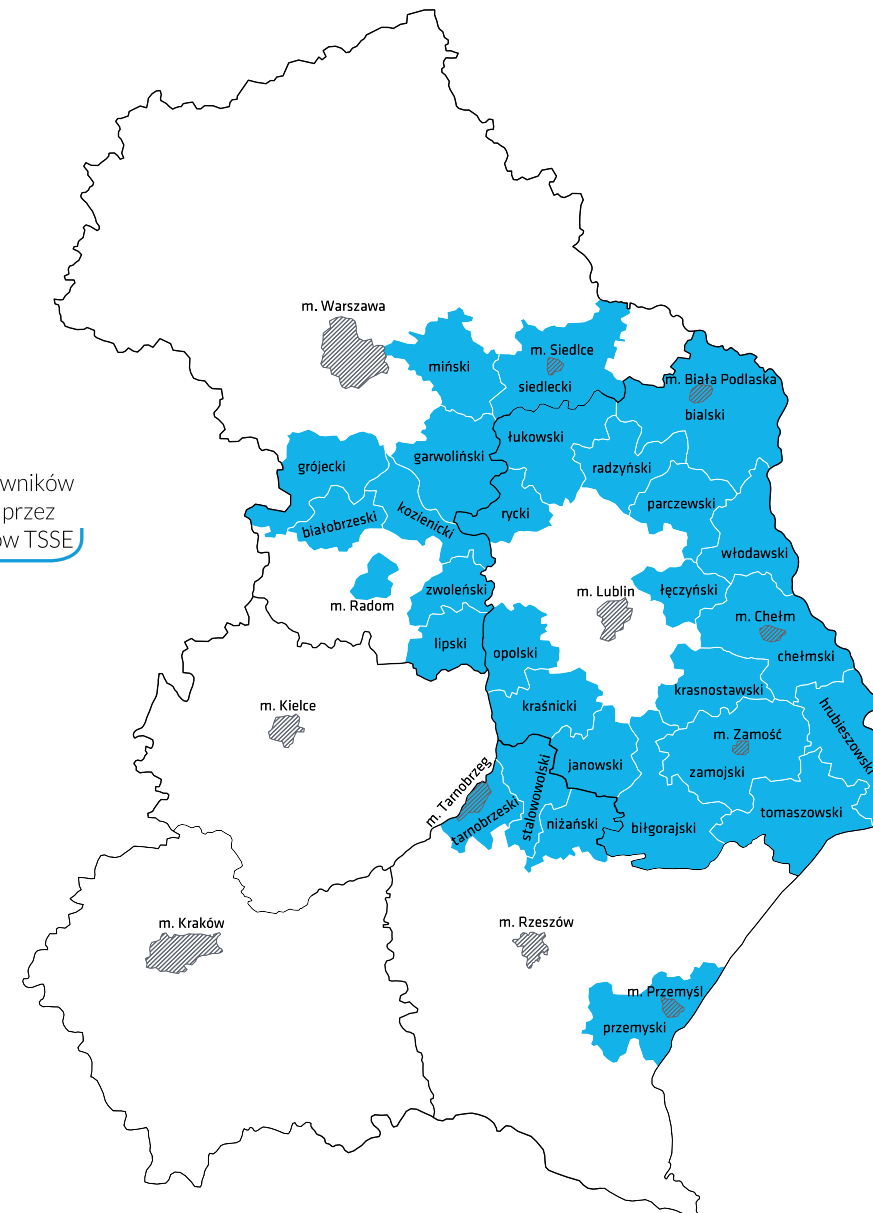 m. Warszawa
m. Siedlce
siedlecki
miński
m. Biała Podlaska
bialski
łukowski
garwoliński
grójecki
radzyński
wników
przez
ów TSSE
kozienicki
białobrzeski
rycki
parczewski
włodawski
zwoleński
m. Radom
m. Lublin
łęczyński
m. Chełm
chełmski
lipski
opolski
krasnostawski
kraśnicki
m. Kielce
hrubieszowski
m. Zamość
zamojski
janowski
m. Tarnobrzeg
tarnobrzeski
stalowowolski
niżański
biłgorajski
tomaszowski
m. Kraków
m. Rzeszów
m. Przemyśl
przemyski